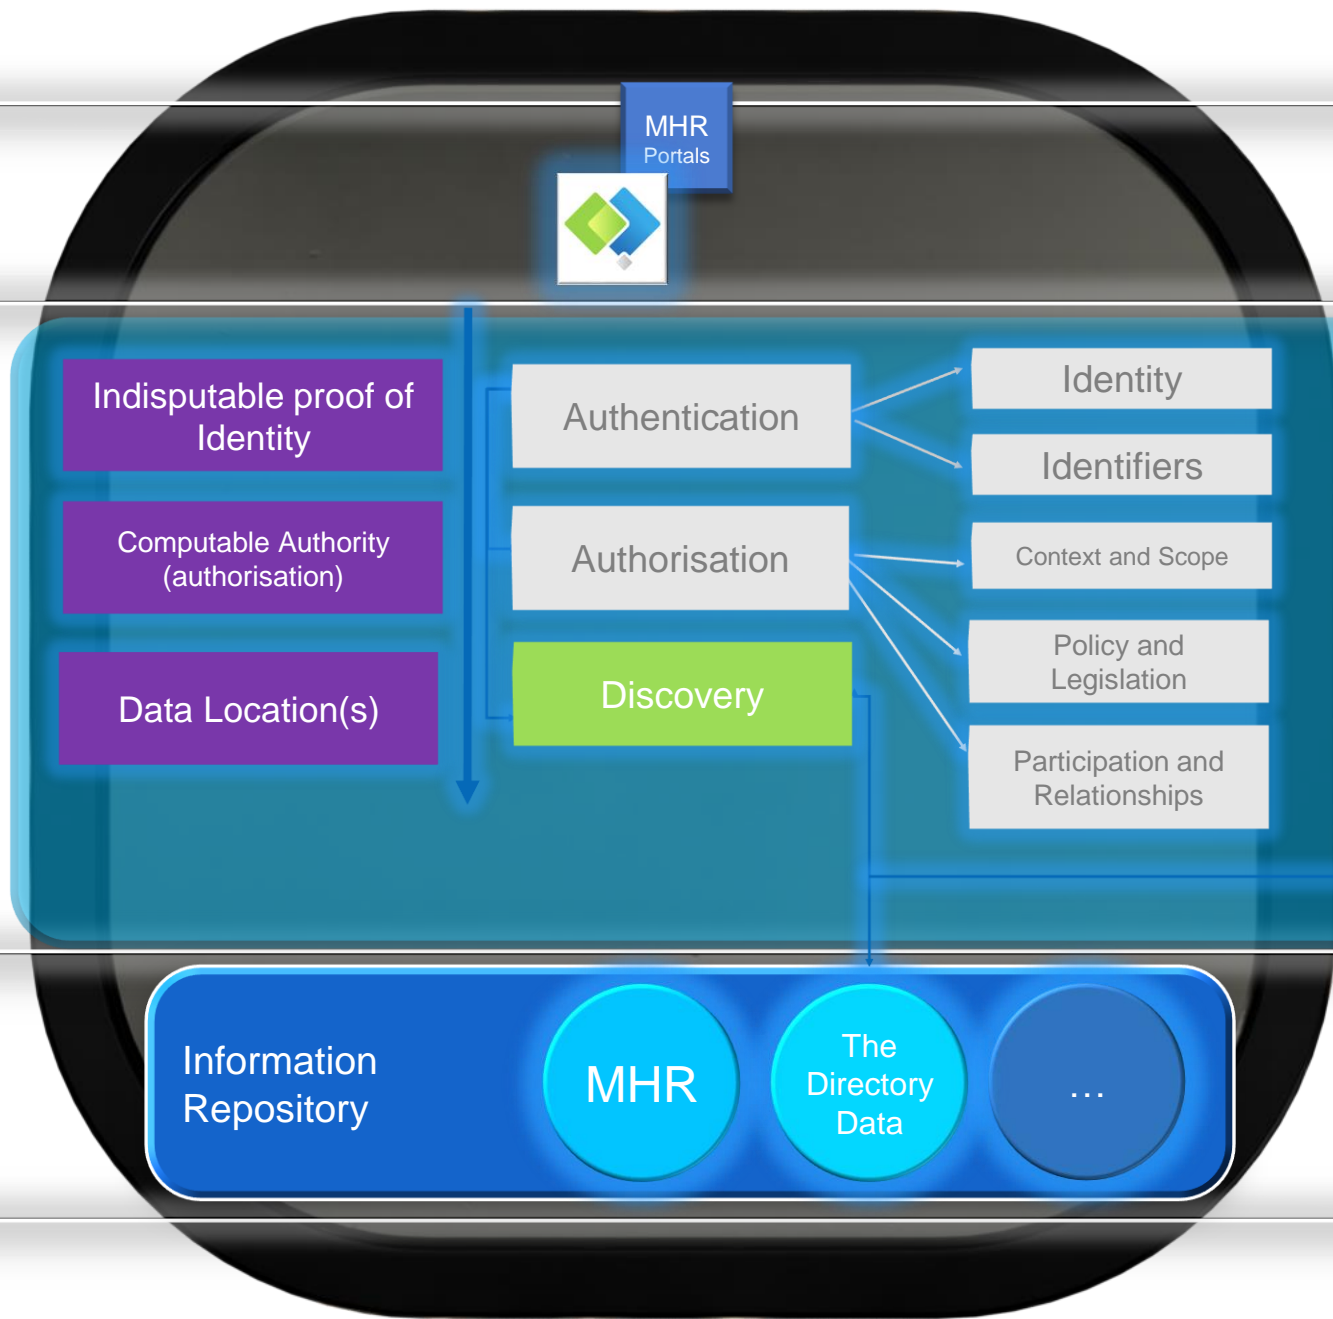 MHR
Portals
Indisputable proof of
Identity
Computable Authority
(authorisation)
Data Location(s)
Authentication
Authorisation
Discovery
Identity
Identifiers
Context and Scope
Policy and
Legislation
Participation and
Relationships
Information
Repository
MHR
The
Directory
Data
...